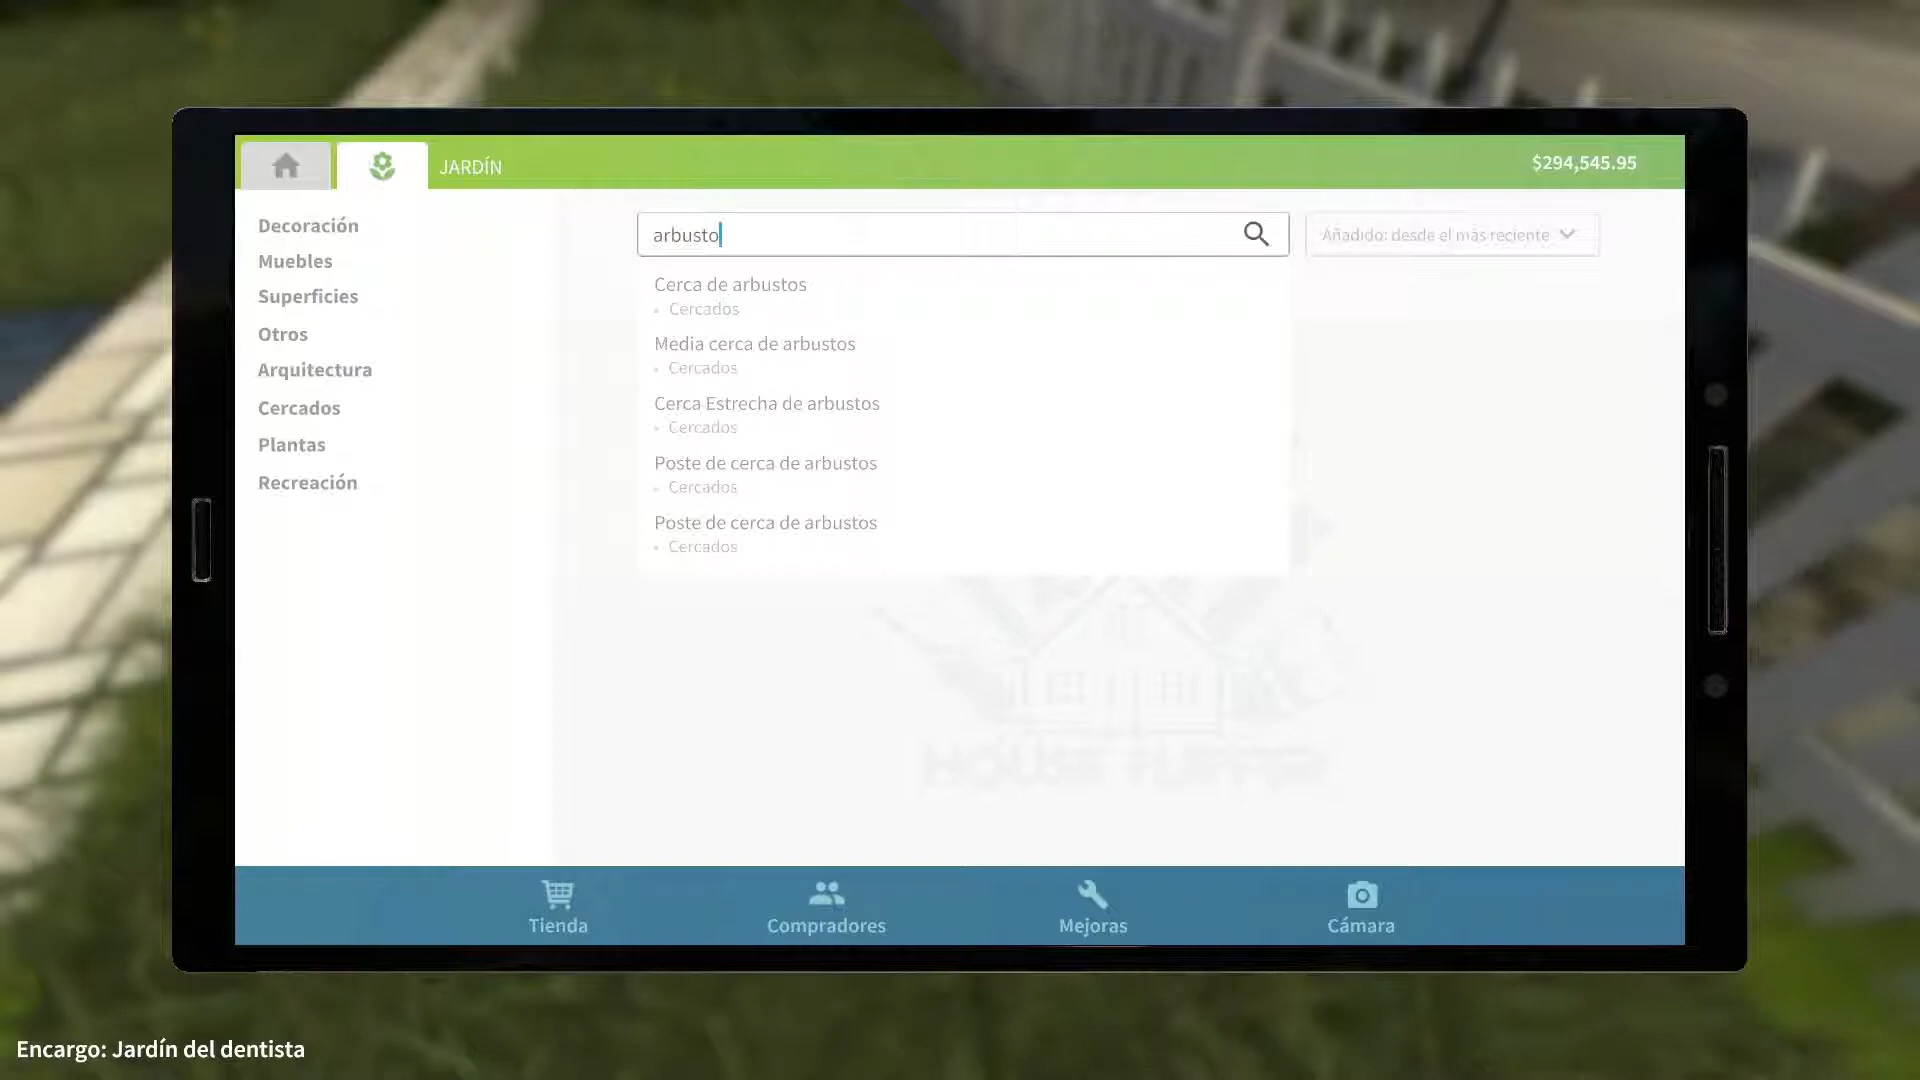 JARDÍN
$294,545.95
Decoración
Muebles
Superficies
Otros
Arquitectura
Cercados
Plantas
Recreación
arbusto
Añadido: desde el más reciente
Cerca de arbustos
Cercados
Media cerca de arbustos
Cercados
Cerca Estrecha de arbustos
Cercados
Poste de cerca de arbustos
Cercados
Poste de cerca de arbustos
Cercados
HOUSE FLIPPER
Tienda
Compradores
Mejoras
Cámara
Encargo: Jardín del dentista